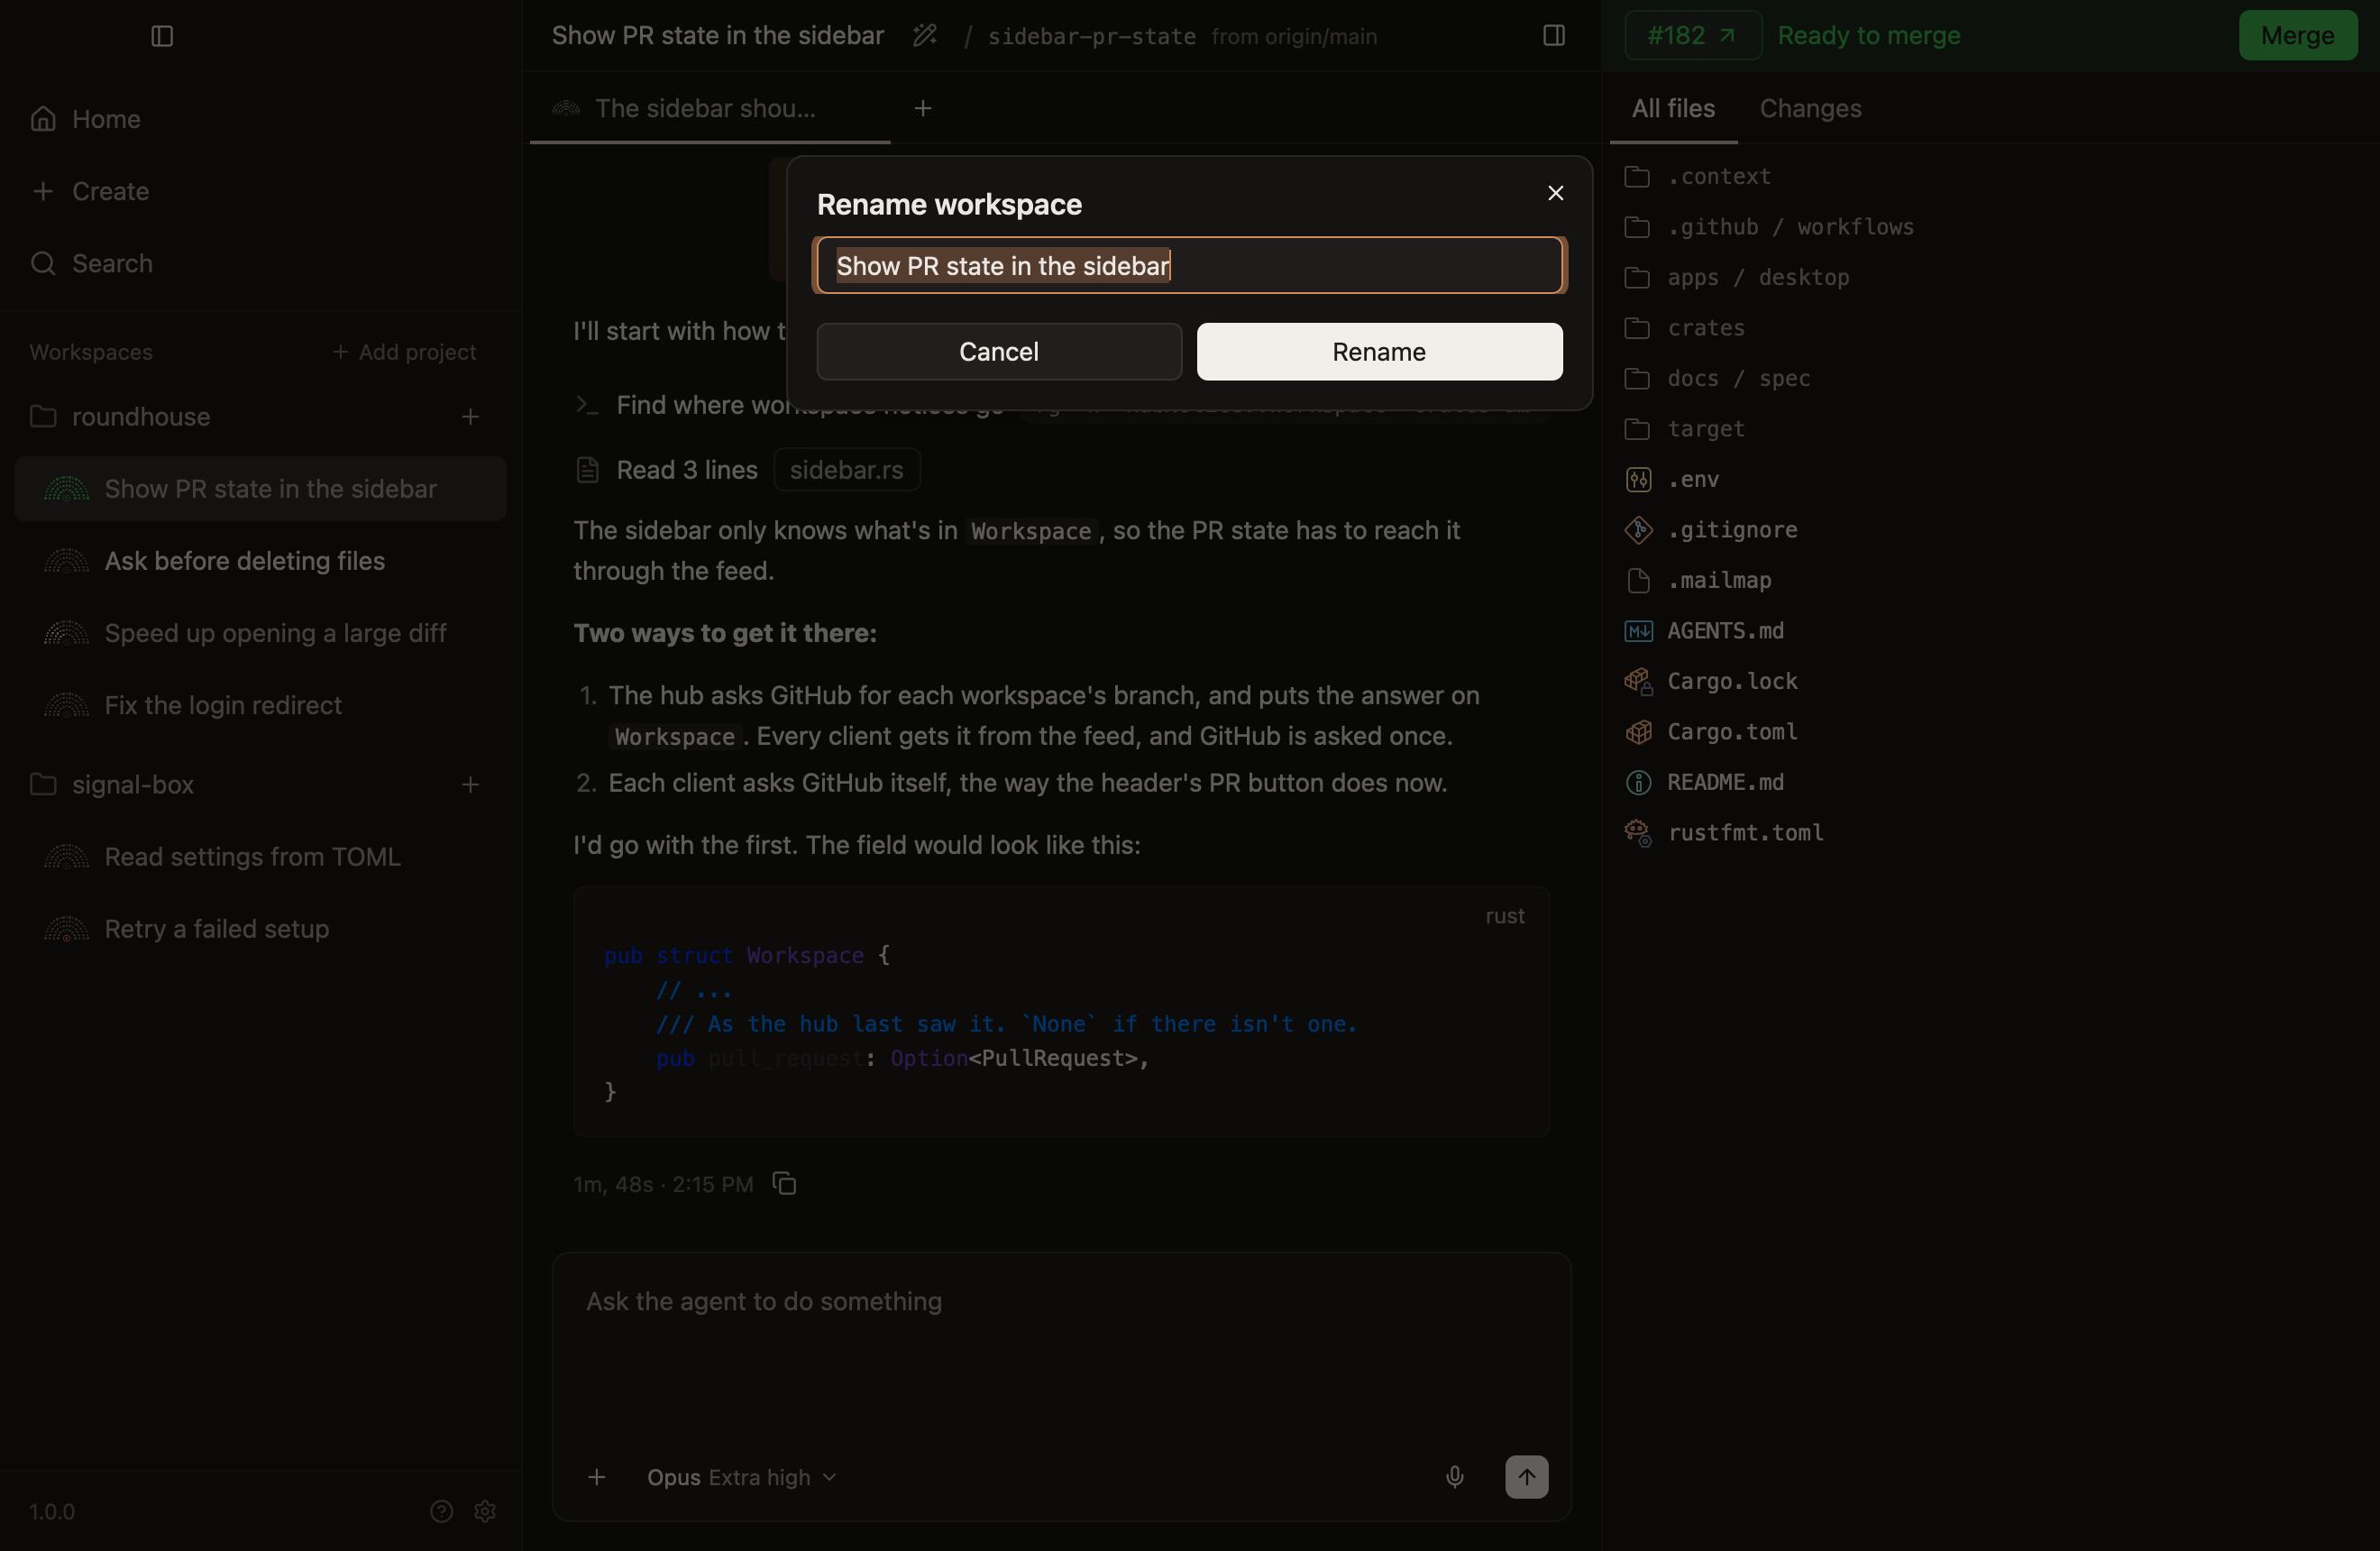 Show PR state in the sidebar / sidebar-pr-state from origin/main
#182 Ready to merge
Merge
Home
Create
Search
Workspaces
Add project
roundhouse
Show PR state in the sidebar
Ask before deleting files
Speed up opening a large diff
Fix the login redirect
signal-box
Read settings from TOML
Retry a failed setup
1.0.0
The sidebar shou...
Rename workspace
Show PR state in the sidebar
Cancel
Rename
I'll start with how t
Find where workspace notices go
Read 3 lines sidebar.rs
The sidebar only knows what's in Workspace, so the PR state has to reach it
through the feed.
Two ways to get it there:
1. The hub asks GitHub for each workspace's branch, and puts the answer on
Workspace. Every client gets it from the feed, and GitHub is asked once.
2. Each client asks GitHub itself, the way the header's PR button does now.
I'd go with the first. The field would look like this:
rust
pub struct Workspace {
// ...
/// As the hub last saw it. `None` if there isn't one.
pub pull_request: Option<PullRequest>,
}
1m, 48s · 2:15 PM
Ask the agent to do something
Opus Extra high
All files
Changes
.context
.github / workflows
apps / desktop
crates
docs / spec
target
.env
.gitignore
.mailmap
AGENTS.md
Cargo.lock
Cargo.toml
README.md
rustfmt.toml